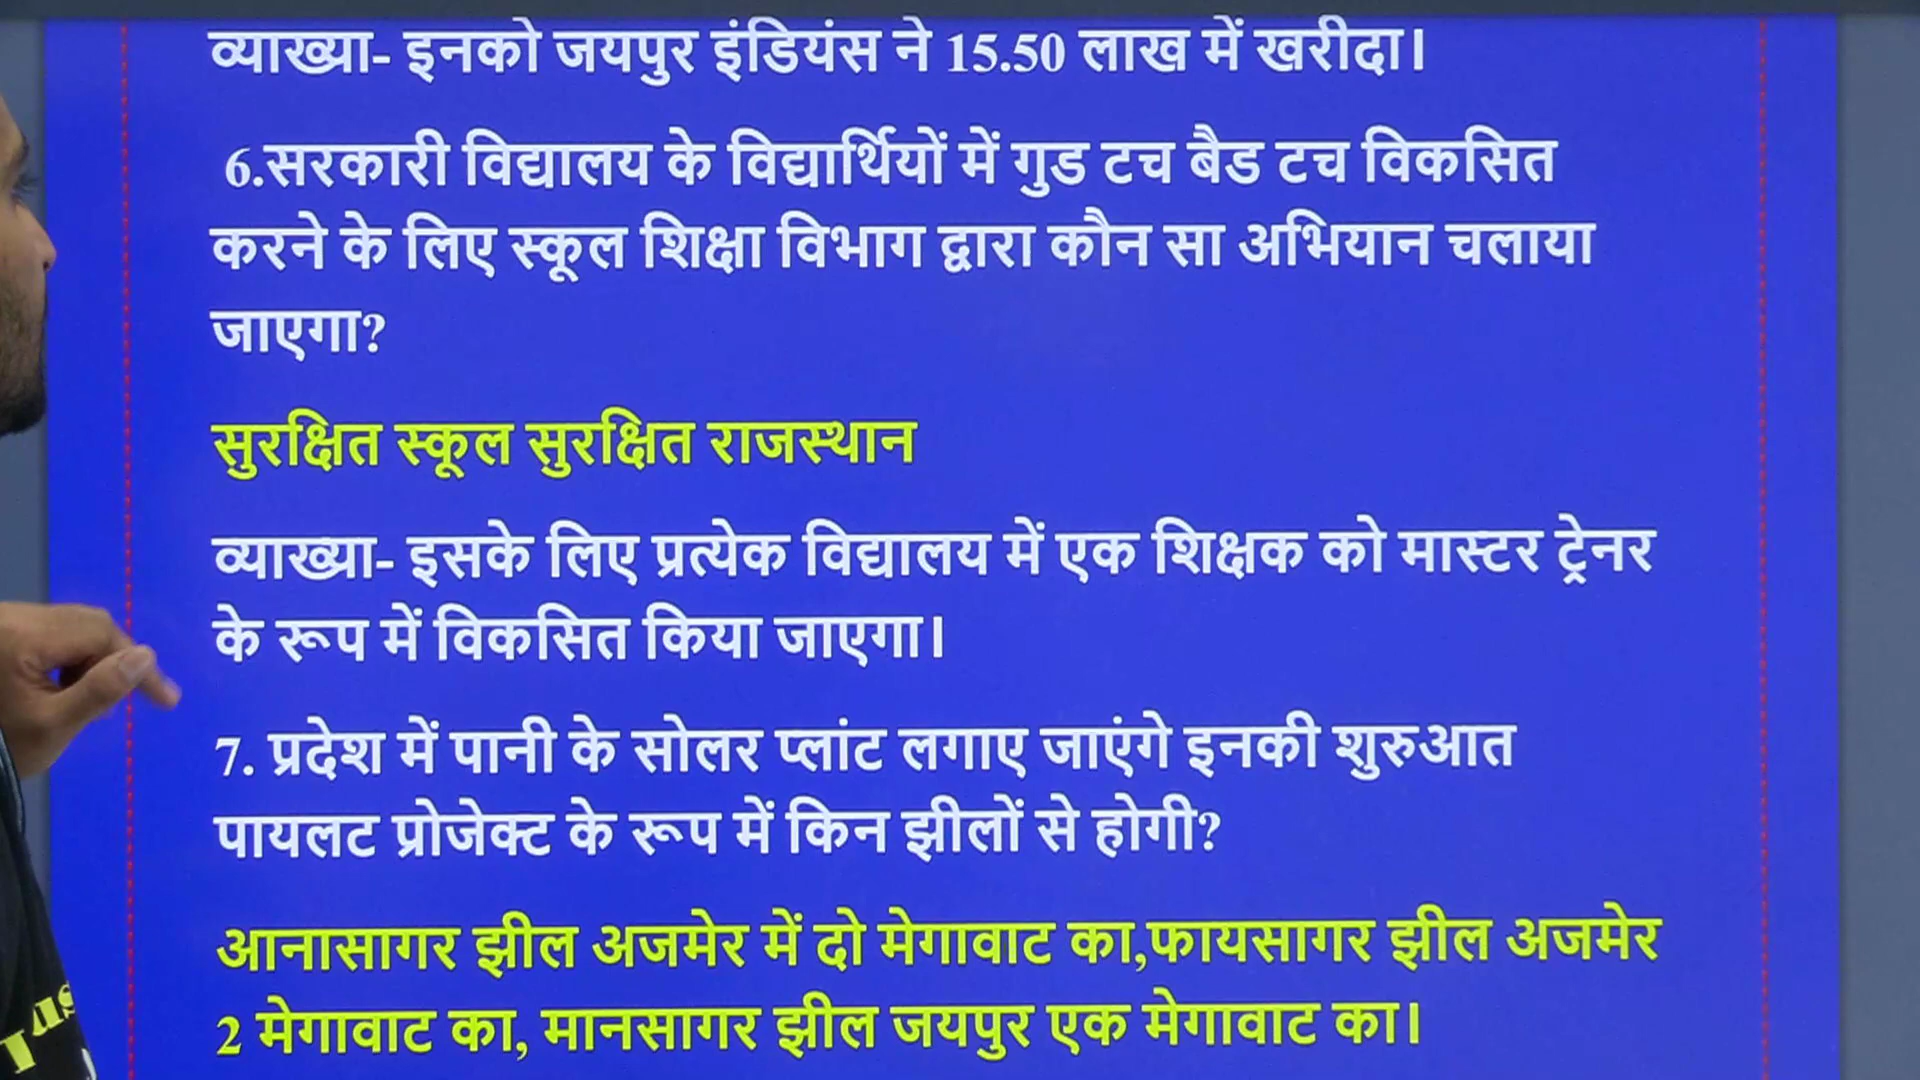 व्याख्या- इनको जयपुर इंडियंस ने 15.50 लाख में खरीदा।
6.सरकारी विद्यालय के विद्यार्थियों में गुड टच बैड टच विकसित
करने के लिए स्कूल शिक्षा विभाग द्वारा कौन सा अभियान चलाया
जाएगा?
सुरक्षित स्कूल सुरक्षित राजस्थान
व्याख्या- इसके लिए प्रत्येक विद्यालय में एक शिक्षक को मास्टर ट्रेनर
के रूप में विकसित किया जाएगा।
7. प्रदेश में पानी के सोलर प्लांट लगाए जाएंगे इनकी शुरुआत
पायलट प्रोजेक्ट के रूप में किन झीलों से होगी?
आनासागर झील अजमेर में दो मेगावाट का,फायसागर झील अजमेर
2 मेगावाट का, मानसागर झील जयपुर एक मेगावाट का।